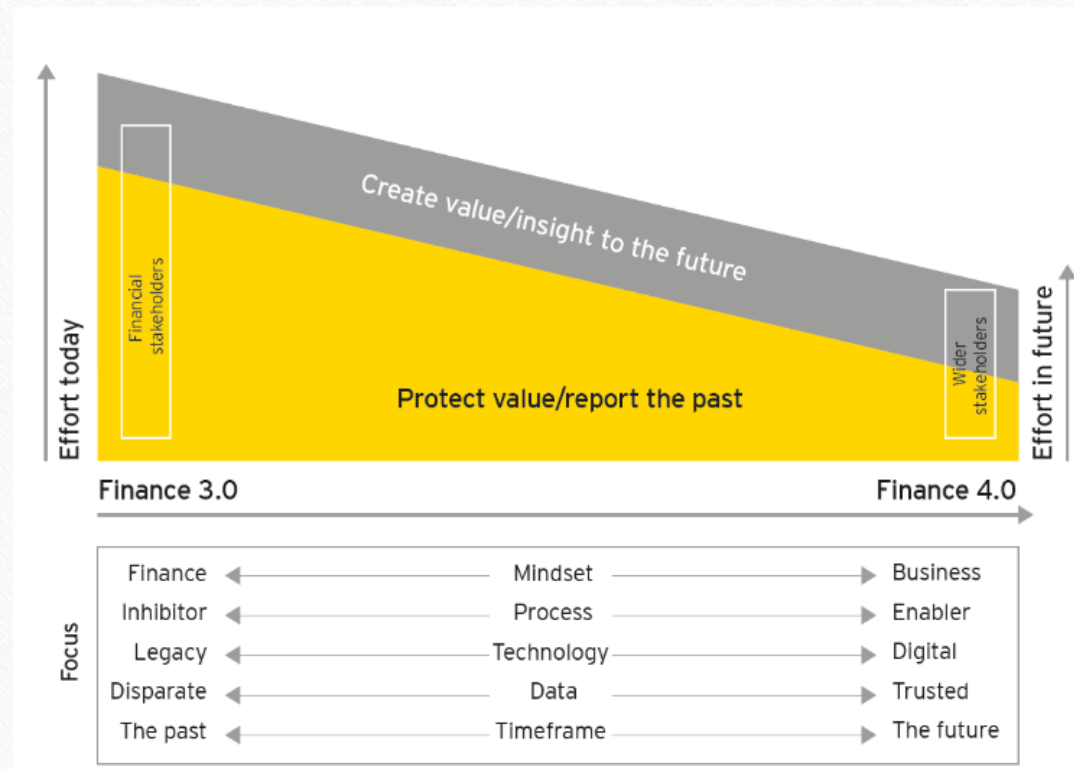 Create value/insight to the future
Financial
stakeholders
Wider
stakeholders
Effort today
Effort in future
Protect value/report the past
Finance 3.0
Finance 4.0
Focus
Finance Mindset Business
Inhibitor Process Enabler
Legacy Technology Digital
Disparate Data Trusted
The past Timeframe The future